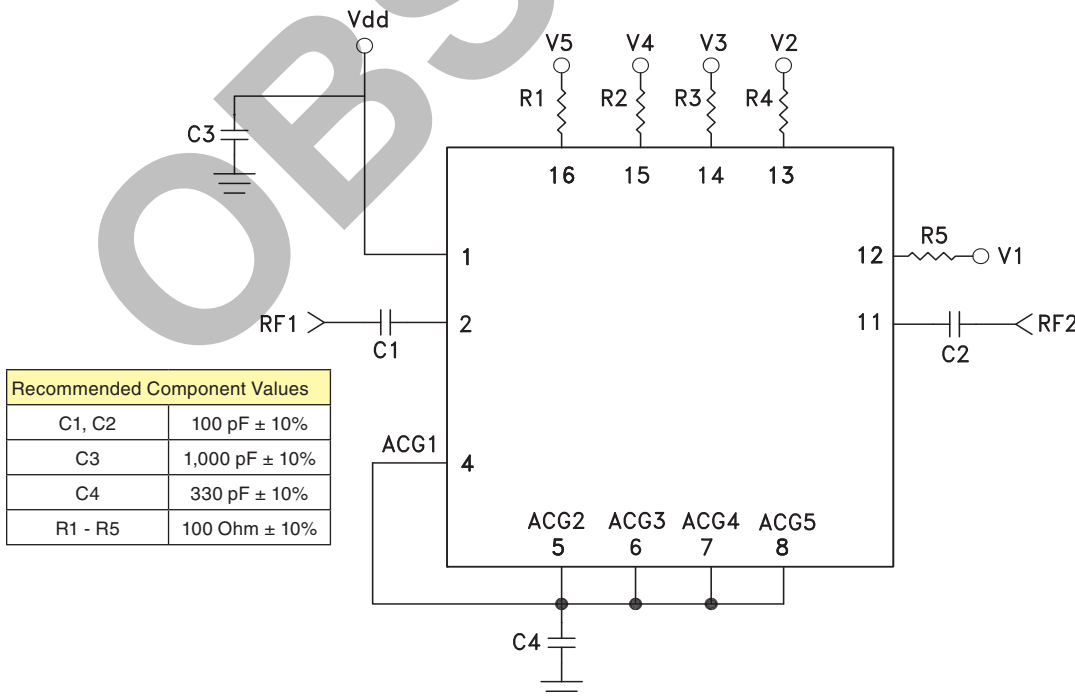 OBS
Vdd
V5 V4 V3 V2
R1 R2 R3 R4
C3
16 15 14 13
1
12 R5 V1
RF1 C1 2
11 C2 RF2
Recommended Component Values
C1, C2 100 pF ± 10%
C3 1,000 pF ± 10%
C4 330 pF ± 10%
R1 - R5 100 Ohm ± 10%
ACG1 4
ACG2 ACG3 ACG4 ACG5
5 6 7 8
C4